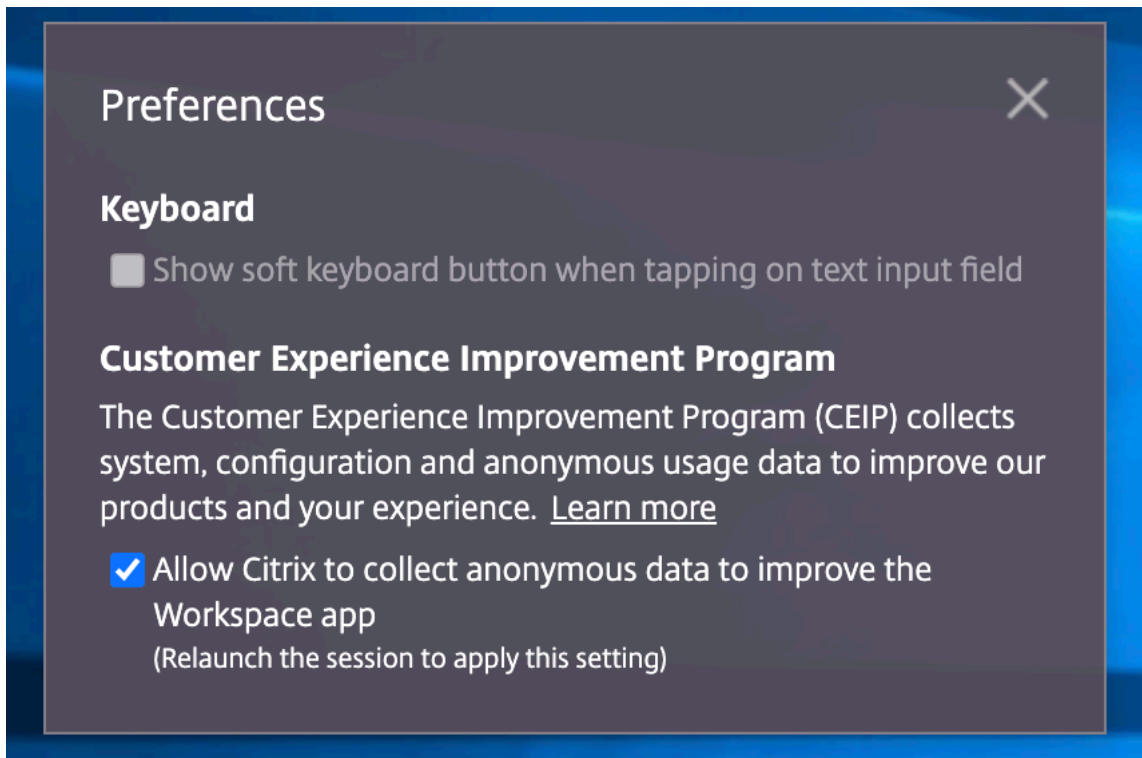 Preferences
Keyboard
Show soft keyboard button when tapping on text input field
Customer Experience Improvement Program
The Customer Experience Improvement Program (CEIP) collects
system, configuration and anonymous usage data to improve our
products and your experience. Learn more
Allow Citrix to collect anonymous data to improve the
Workspace app
(Relaunch the session to apply this setting)